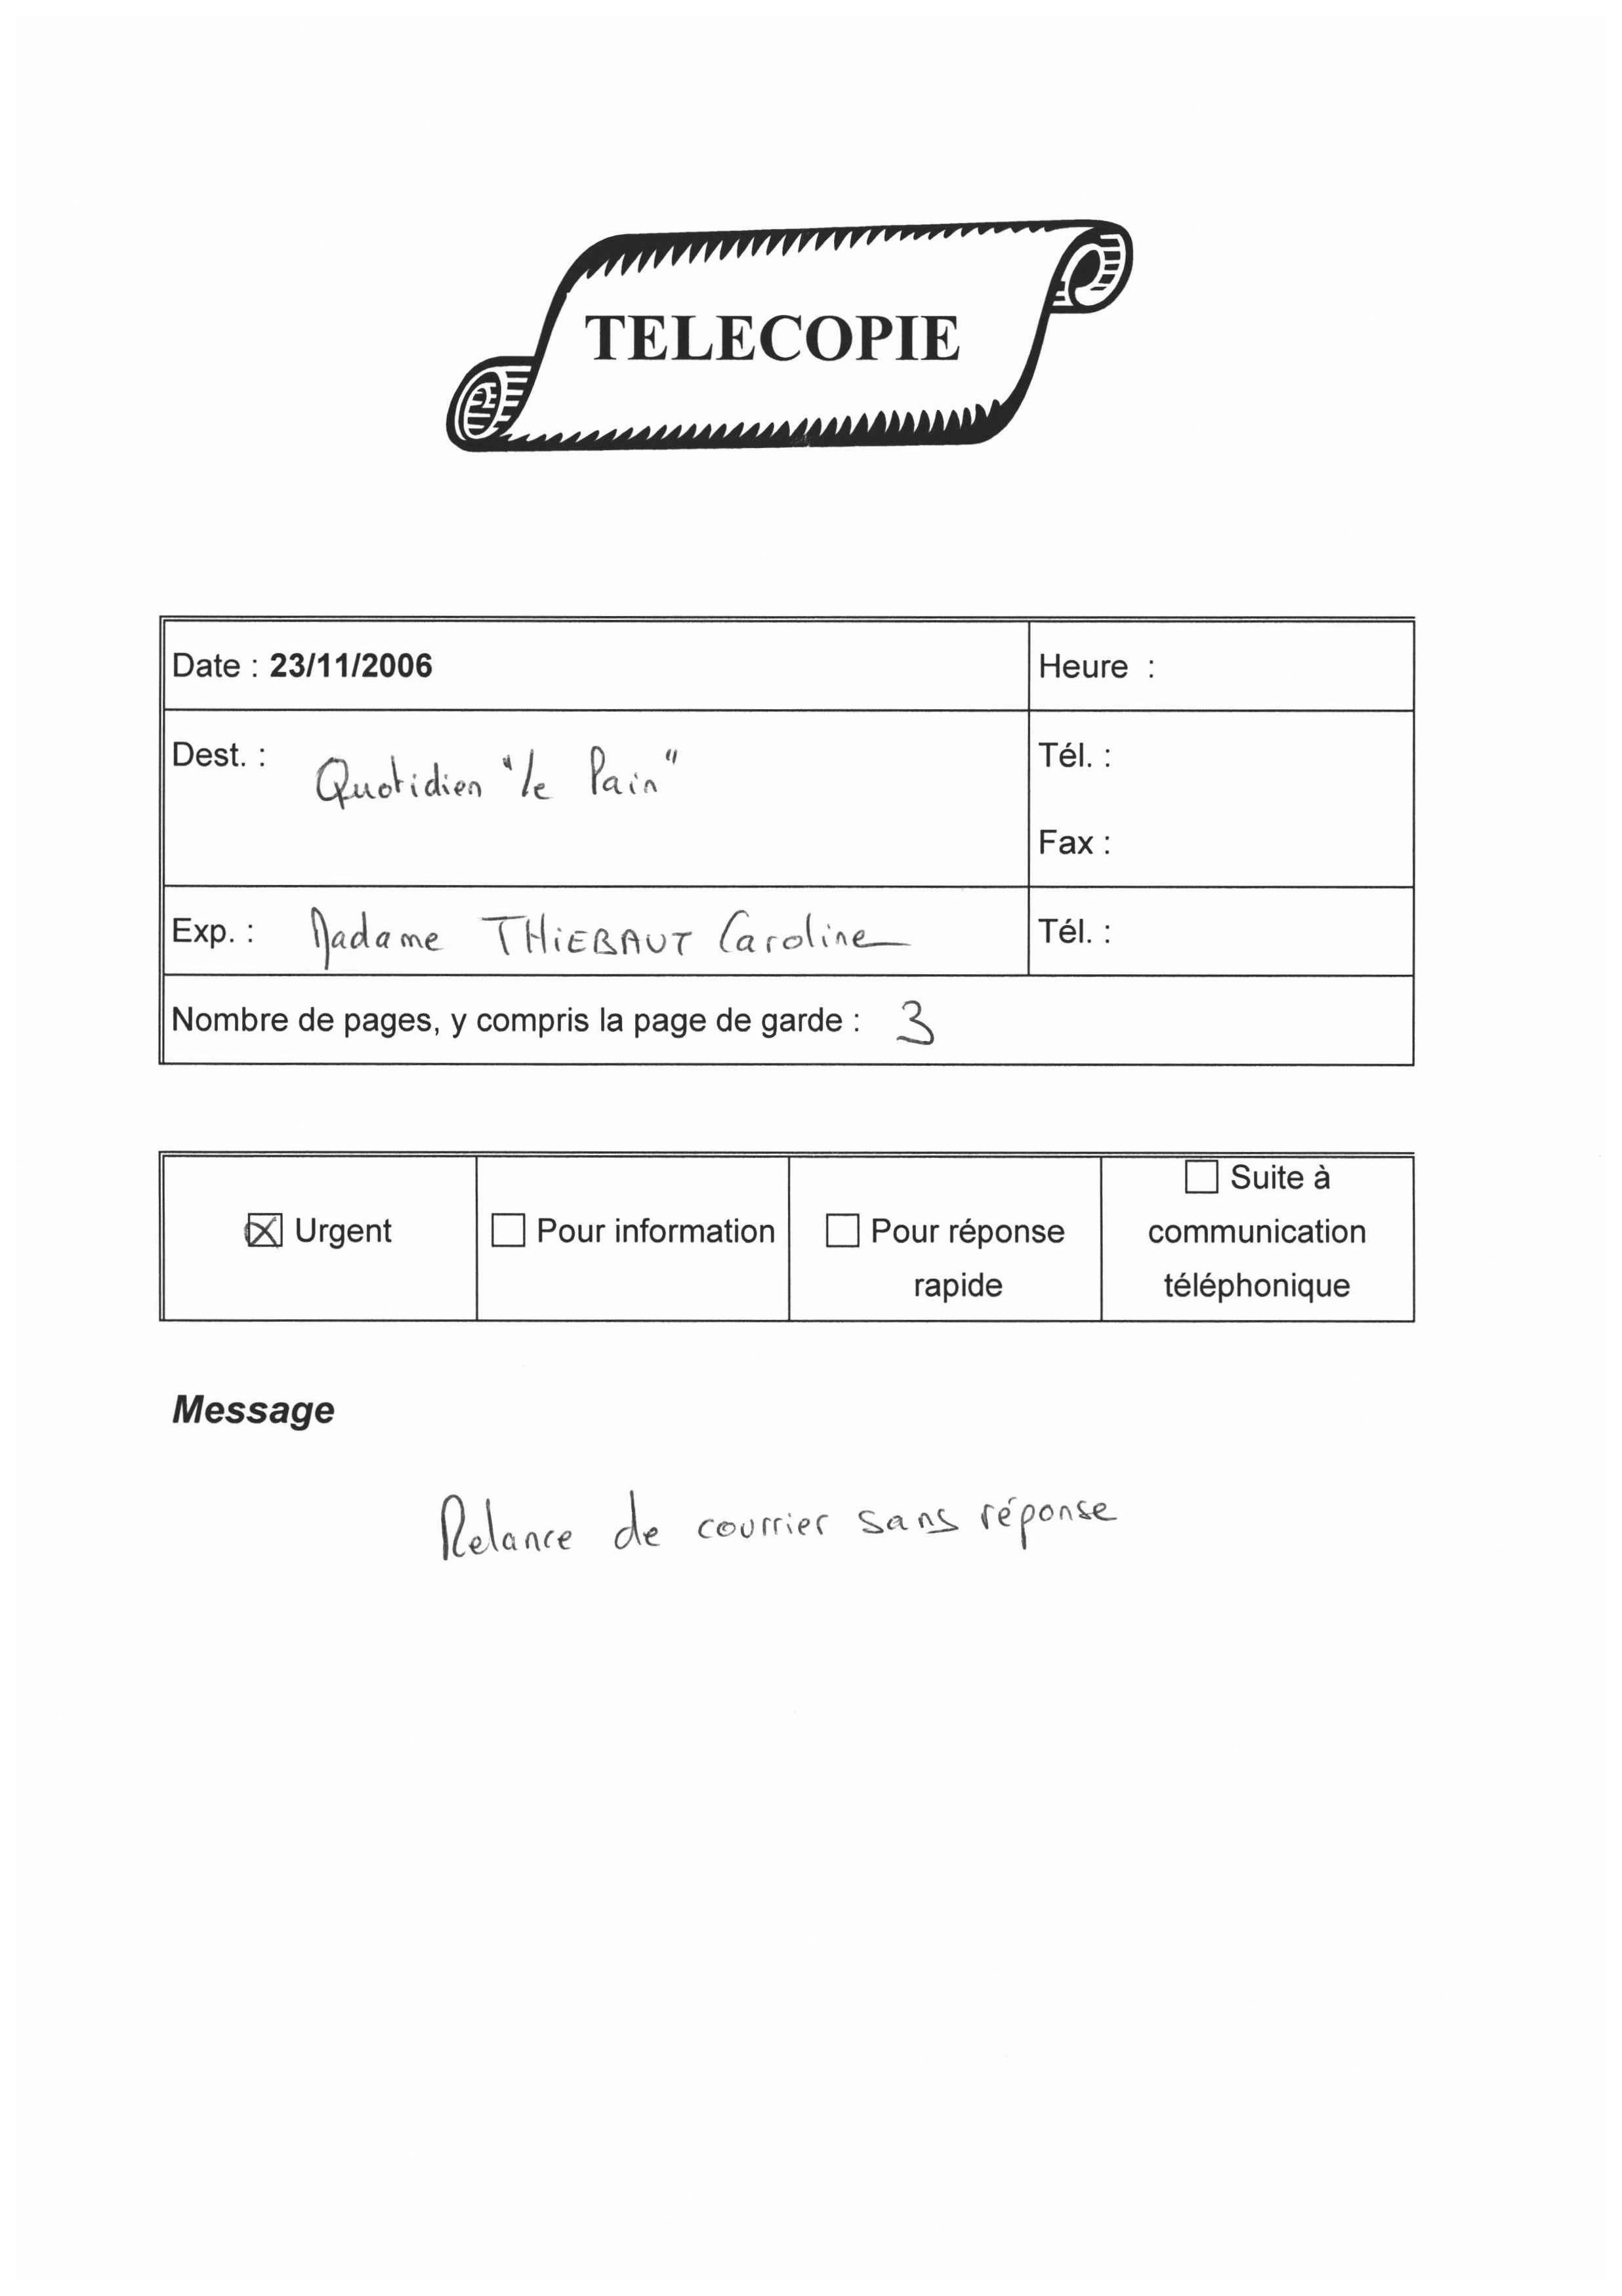 TELECOPIE
Date : 23/11/2006 Heure :
Dest. : Quotidien "le Pain" Tél. :
Fax :
Exp. : Madame THIEBAUT Caroline Tél. :
Nombre de pages, y compris la page de garde : 3
☒ Urgent
☐ Pour information
☐ Pour réponse
rapide
☐ Suite à
communication
téléphonique
Message
Relance de courrier sans réponse